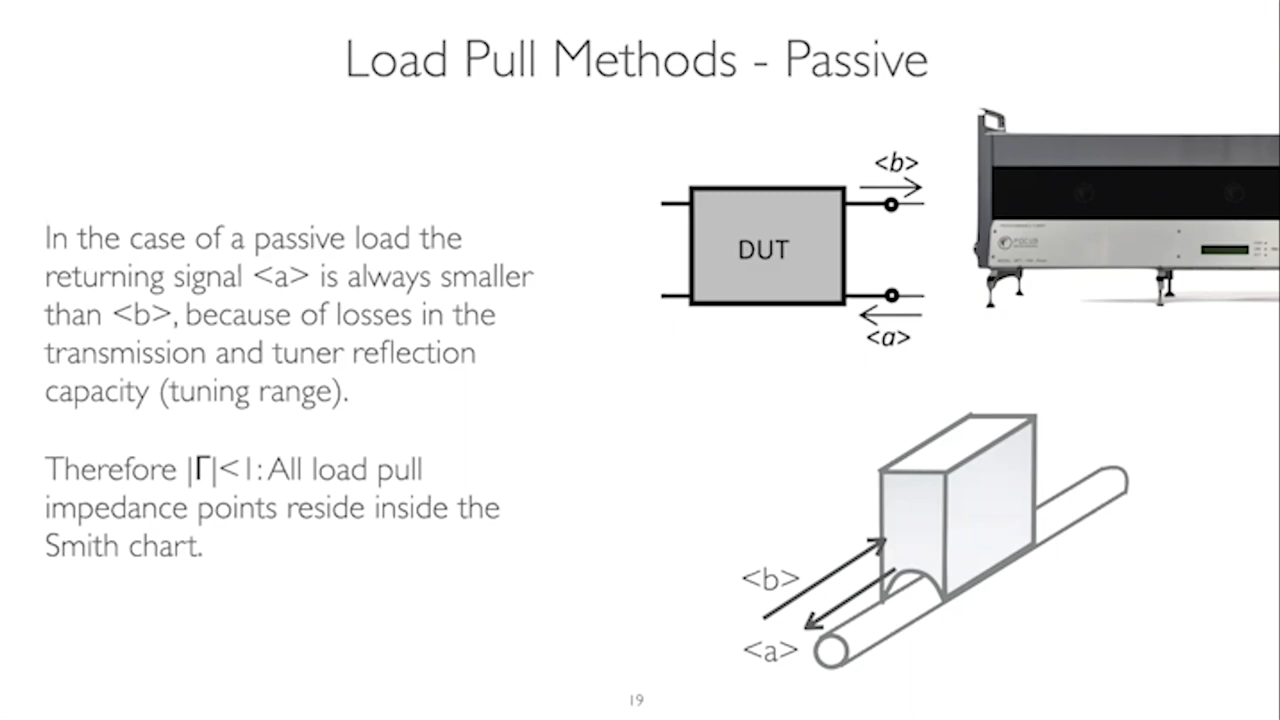 Load Pull Methods - Passive
In the case of a passive load the
returning signal <a> is always smaller
than <b>, because of losses in the
transmission and tuner reflection
capacity (tuning range).
Therefore |Γ|<1: All load pull
impedance points reside inside the
Smith chart.
<b>
DUT
<a>
FOCUS
<b>
<a>
19